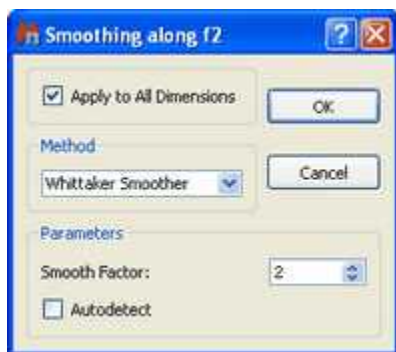 Smoothing along f2
Apply to All Dimensions
OK
Method
Whittaker Smoother
Cancel
Parameters
Smooth Factor: 2
Autodetect